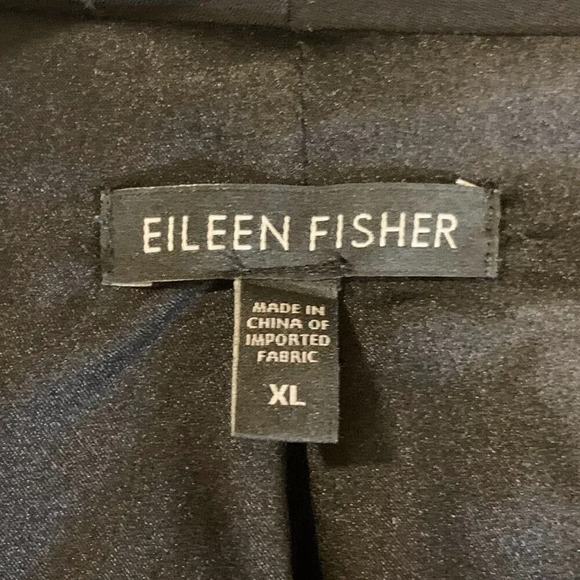 EILEEN FISHER
MADE IN
CHINA OF
IMPORTED
FABRIC
XL